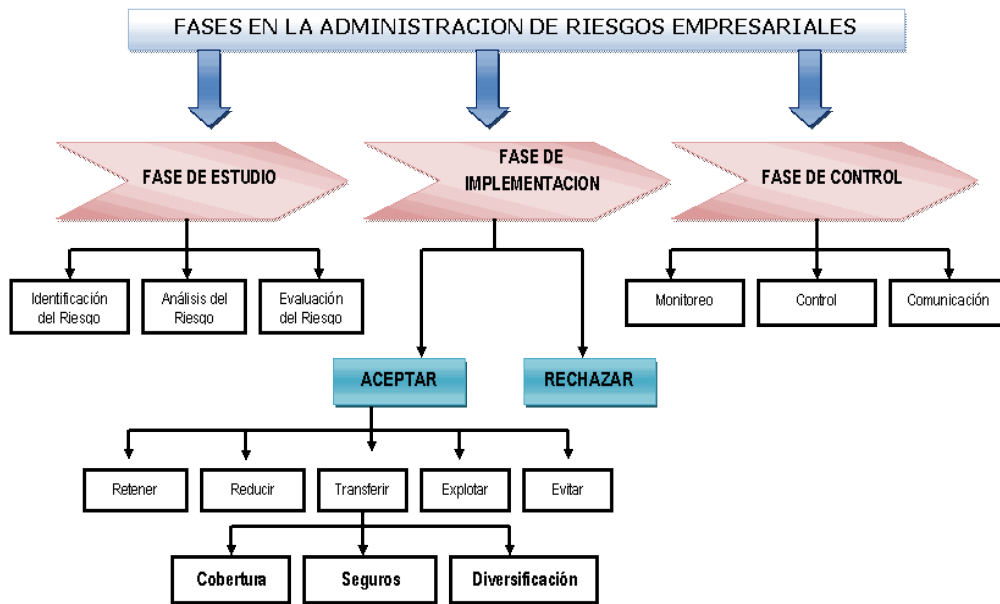 FASES EN LA ADMINISTRACION DE RIESGOS EMPRESARIALES
FASE DE ESTUDIO
FASE DE
IMPLEMENTACION
FASE DE CONTROL
Identificación
del Riesgo
Análisis del
Riesgo
Evaluación
del Riesgo
Monitoreo
Control
Comunicación
ACEPTAR
RECHAZAR
Retener
Reducir
Transferir
Explotar
Evitar
Cobertura
Seguros
Diversificación